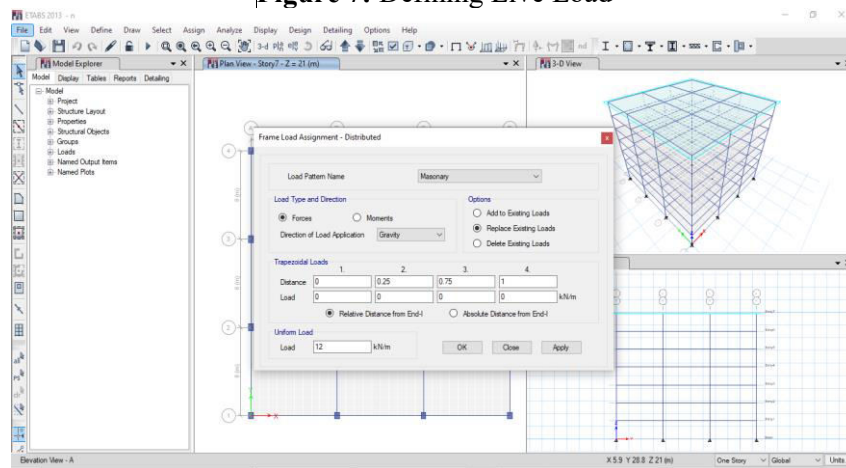 Figure 7. Defining Live Load
ETABS 2013 - n
File Edit View Define Draw Select Assign Analyze Display Design Detailing Options Help
Model Explorer
Plan View - Story7 - Z = 21 (m)
3-D View
Model Display Tables Reports Detailing
Model
Project
Structure Layout
Properties
Structural Objects
Groups
Loads
Named Output Items
Named Plots
Frame Load Assignment - Distributed
Load Pattern Name Masonary
Load Type and Direction
Forces Moments
Direction of Load Application Gravity
Options
Add to Existing Loads
Replace Existing Loads
Delete Existing Loads
Trapezoidal Loads
1. 2. 3. 4.
Distance 0 0.25 0.75 1
Load 0 0 0 0 kN/m
Relative Distance from End-I Absolute Distance from End-I
Uniform Load
Load 12 kN/m
OK Close Apply
4
3
2
1
X
Elevation View - A
X 5.9 Y 28.8 Z 21 (m) One Story Global Units